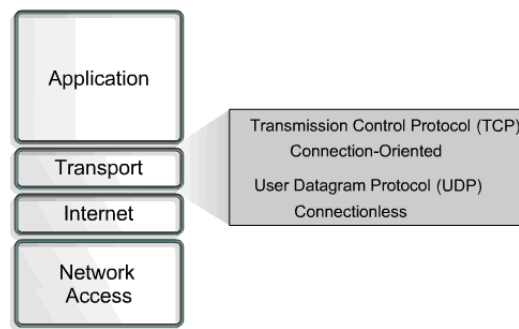 Application
Transport
Internet
Network
Access
Transmission Control Protocol (TCP)
Connection-Oriented
User Datagram Protocol (UDP)
Connectionless